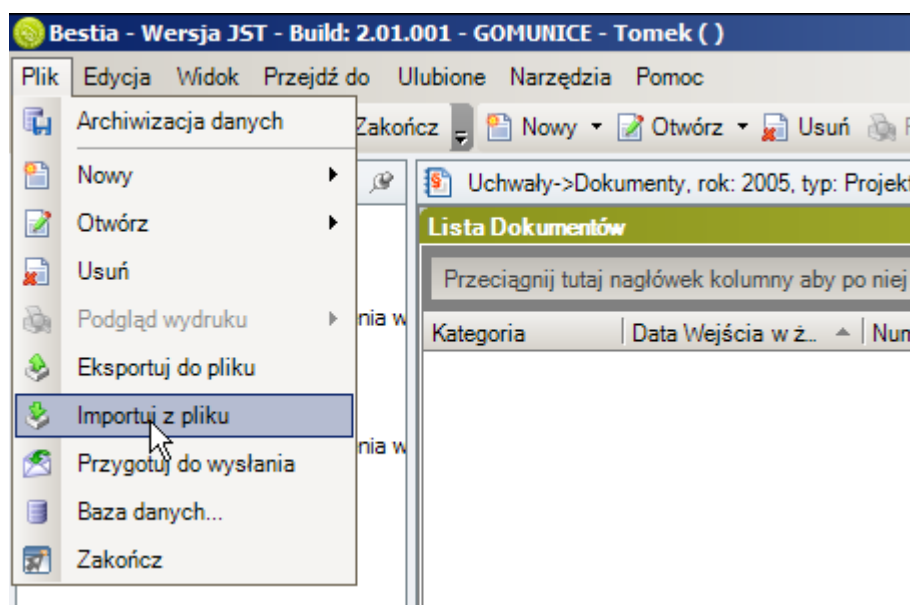 Bestia - Wersja JST - Build: 2.01.001 - GOMUNICE - Tomek ( )
Plik Edycja Widok Przejdź do Ulubione Narzędzia Pomoc
Zakończ Nowy Otwórz Usuń
Archiwizacja danych
Nowy
Otwórz
Usuń
Podgląd wydruku
Eksportuj do pliku
Importuj z pliku
Przygotuj do wysłania
Baza danych...
Zakończ
Uchwały->Dokumenty, rok: 2005, typ: Projekt
Lista Dokumentów
Przeciągnij tutaj nagłówek kolumny aby po niej
Kategoria Data Wejścia w ż...